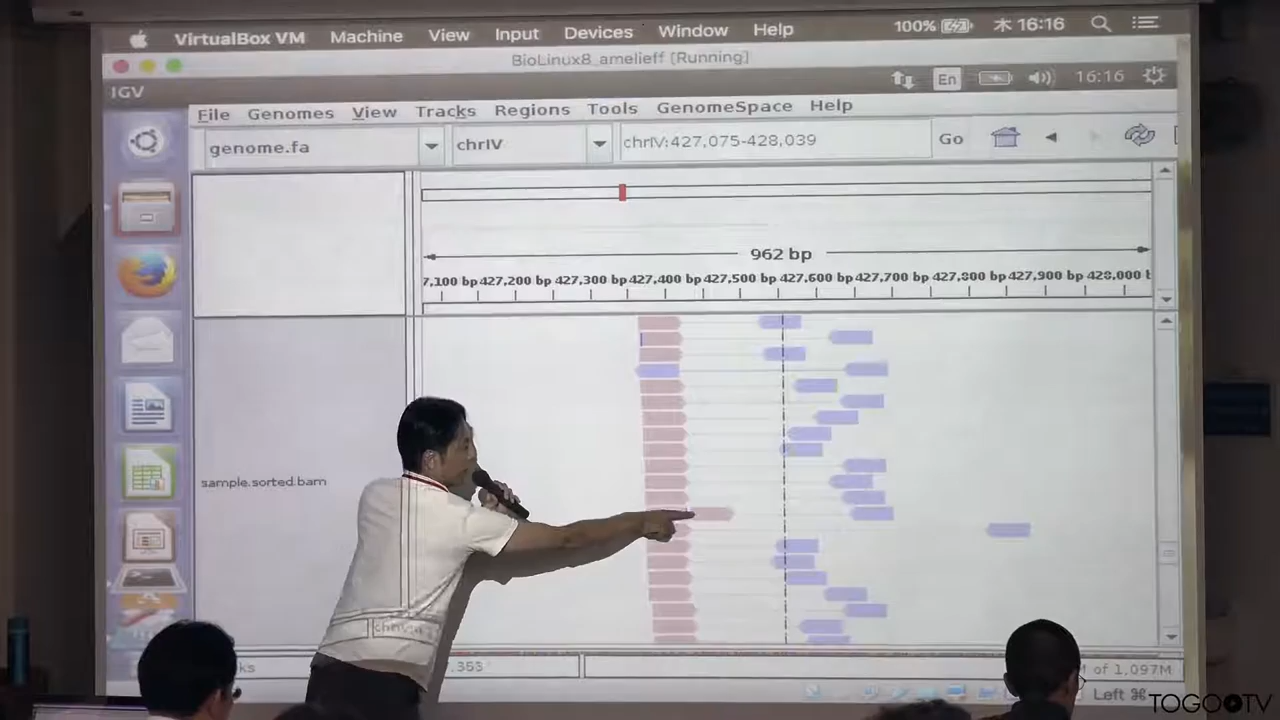 VirtualBox VM Machine View Input Devices Window Help 100% 木 16:16
BioLinux8_amelieff [Running]
IGV En 16:16
File Genomes View Tracks Regions Tools GenomeSpace Help
genome.fa chrIV chrIV:427,075-428,039 Go
962 bp
7,100 bp 427,200 bp 427,300 bp 427,400 bp 427,500 bp 427,600 bp 427,700 bp 427,800 bp 427,900 bp 428,000 b
sample.sorted.bam
of 1,097M
Left ⌘
TOGOTV